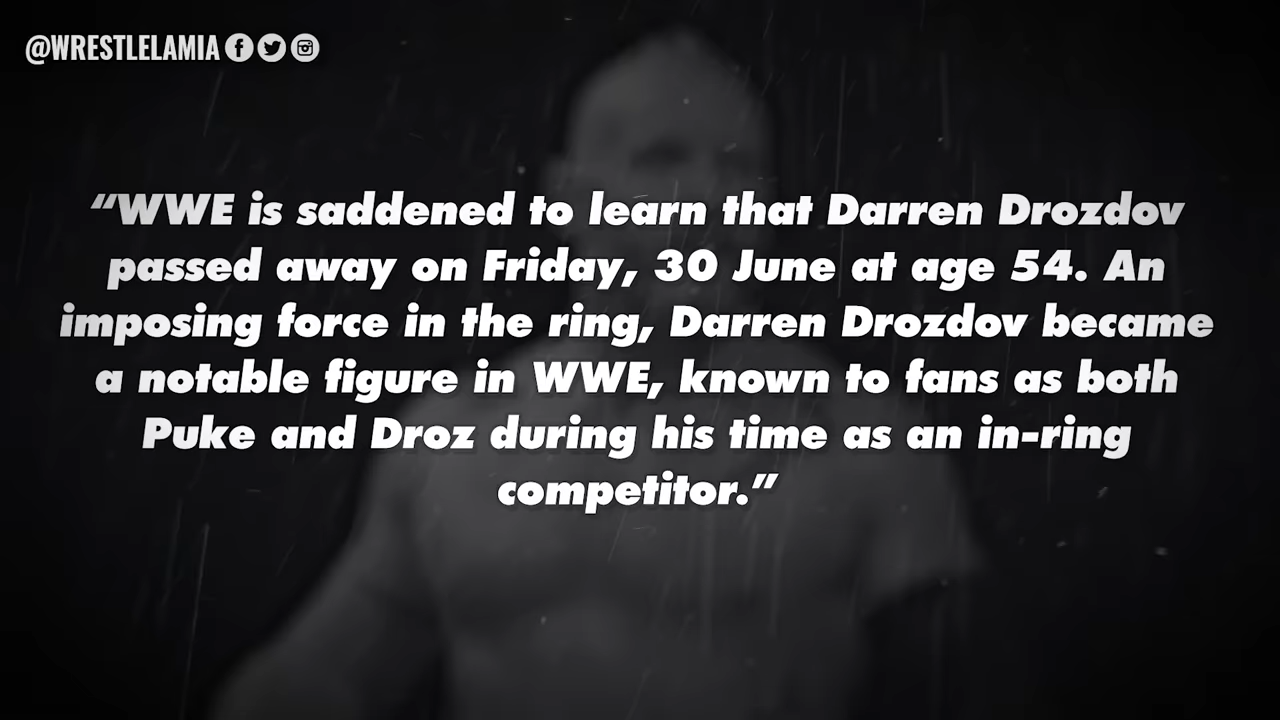 @WRESTLELAMIA
“WWE is saddened to learn that Darren Drozdov
passed away on Friday, 30 June at age 54. An
imposing force in the ring, Darren Drozdov became
a notable figure in WWE, known to fans as both
Puke and Droz during his time as an in-ring
competitor.”